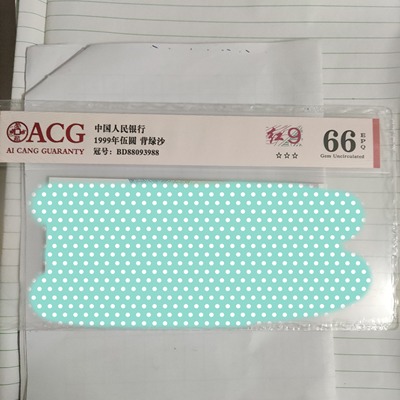 ACG
AI CANG GUARANTY
中国人民银行
1999年伍圆 背绿沙
冠号: BD88093988
红9
☆☆☆
66 EPQ
Gem Uncirculated